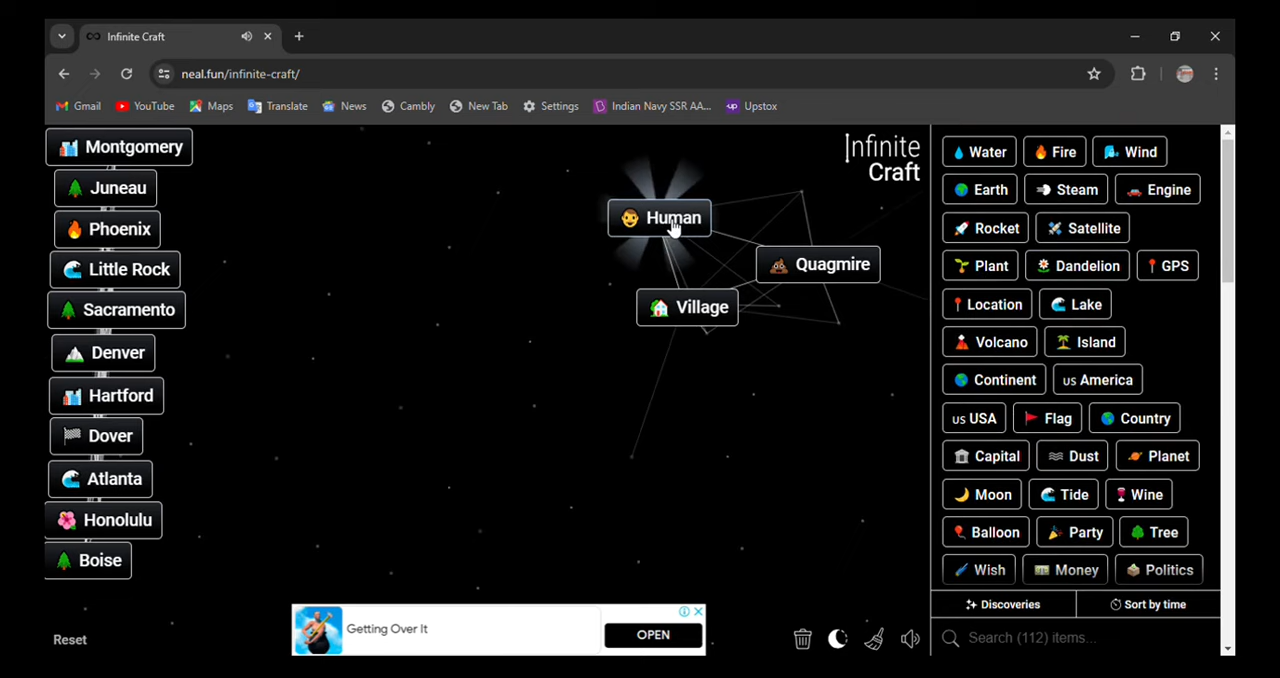 Infinite Craft
neal.fun/infinite-craft/
Gmail YouTube Maps Translate News Cambly New Tab Settings Indian Navy SSR AA... Upstox
Montgomery
Juneau
Phoenix
Little Rock
Sacramento
Denver
Hartford
Dover
Atlanta
Honolulu
Boise
Reset
Human
Quagmire
Village
Infinite
Craft
Getting Over It
OPEN
Water Fire Wind
Earth Steam Engine
Rocket Satellite
Plant Dandelion GPS
Location Lake
Volcano Island
Continent us America
us USA Flag Country
Capital Dust Planet
Moon Tide Wine
Balloon Party Tree
Wish Money Politics
Discoveries Sort by time
Search (112) items...